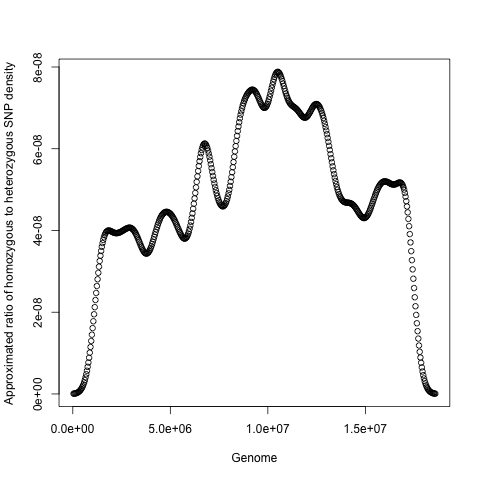 Approximated ratio of homozygous to heterozygous SNP density
8e-08
6e-08
4e-08
2e-08
0e+00
0.0e+00 5.0e+06 1.0e+07 1.5e+07
Genome